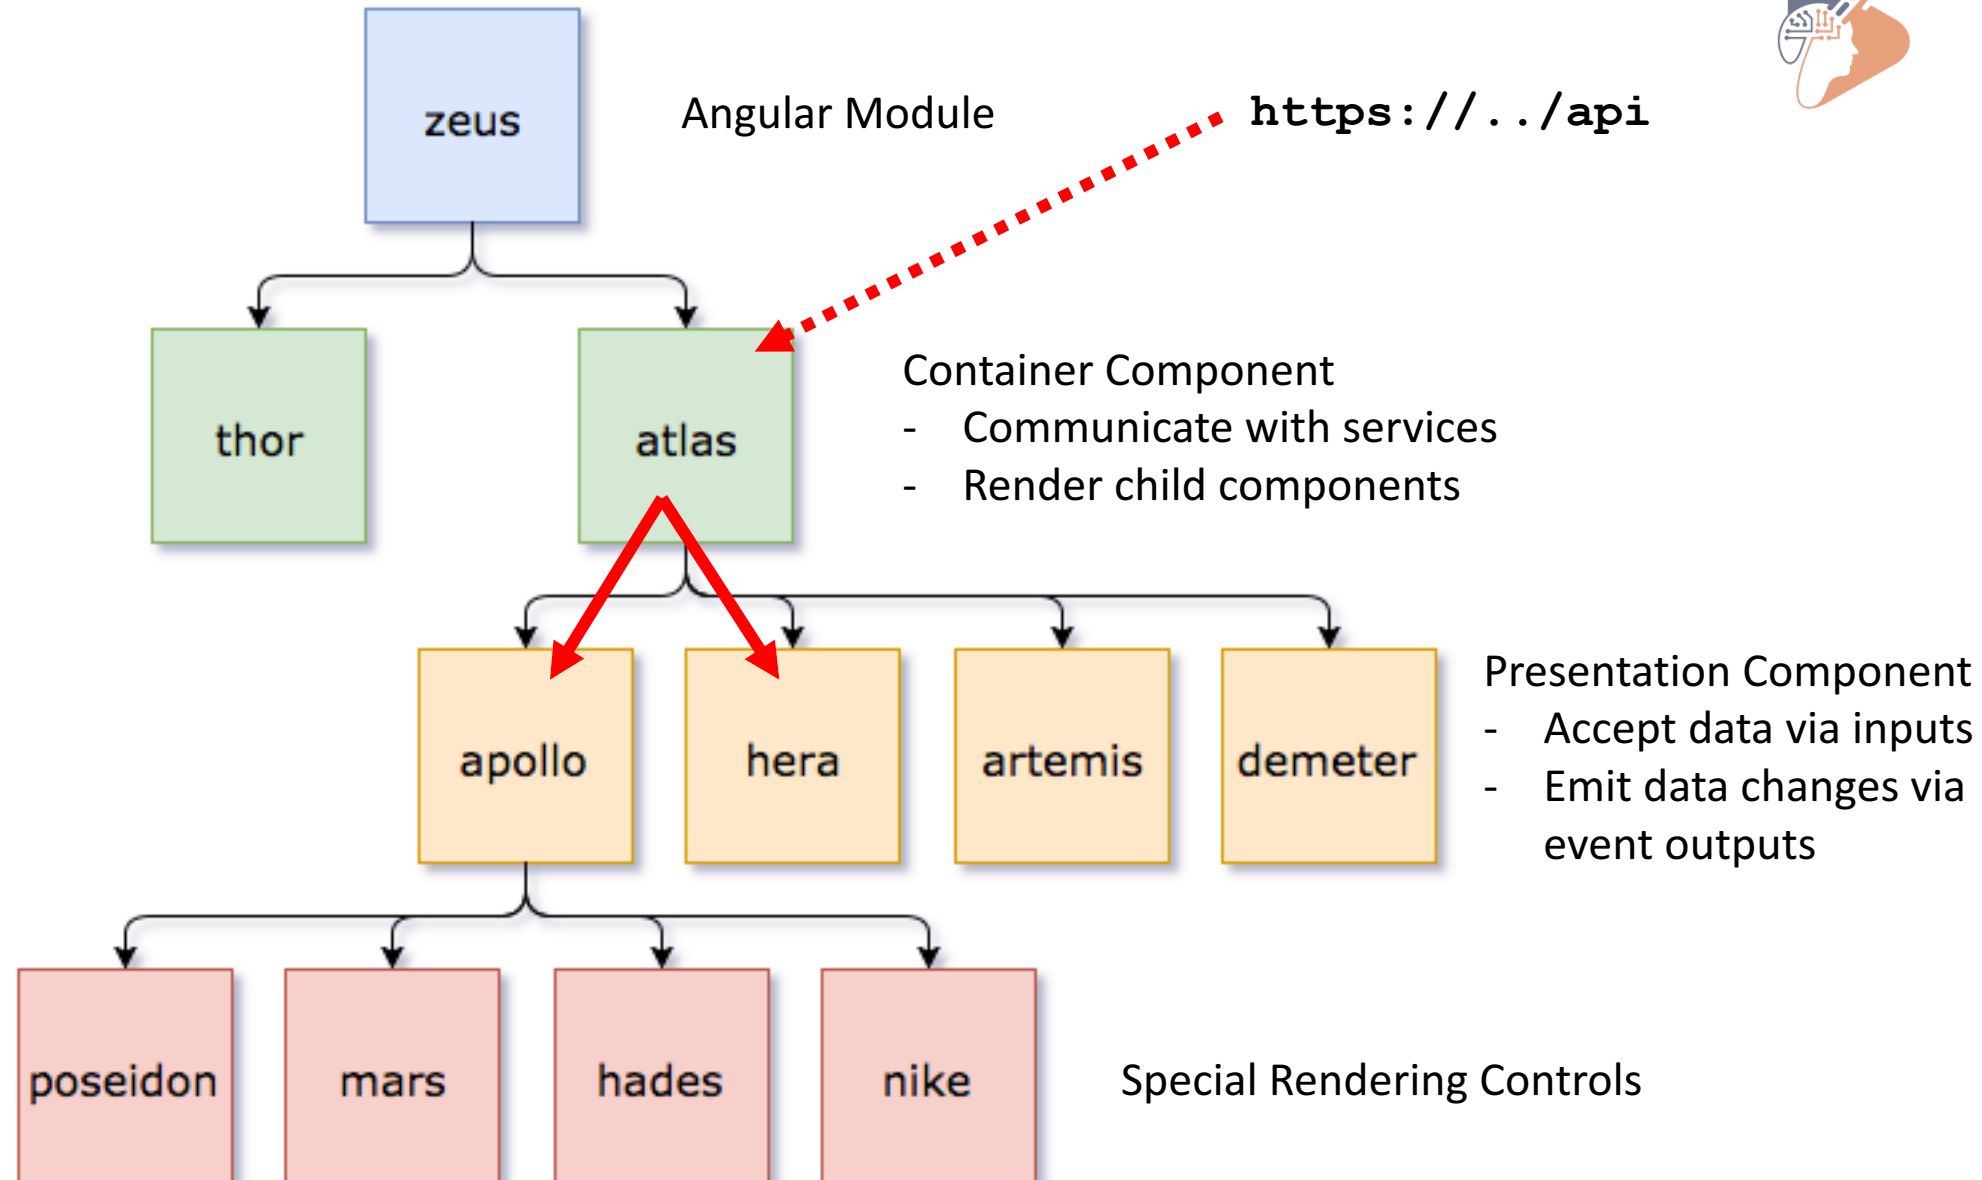 zeus
Angular Module
https://../api
thor
atlas
Container Component
- Communicate with services
- Render child components
apollo
hera
artemis
demeter
Presentation Component
- Accept data via inputs
- Emit data changes via
event outputs
poseidon
mars
hades
nike
Special Rendering Controls